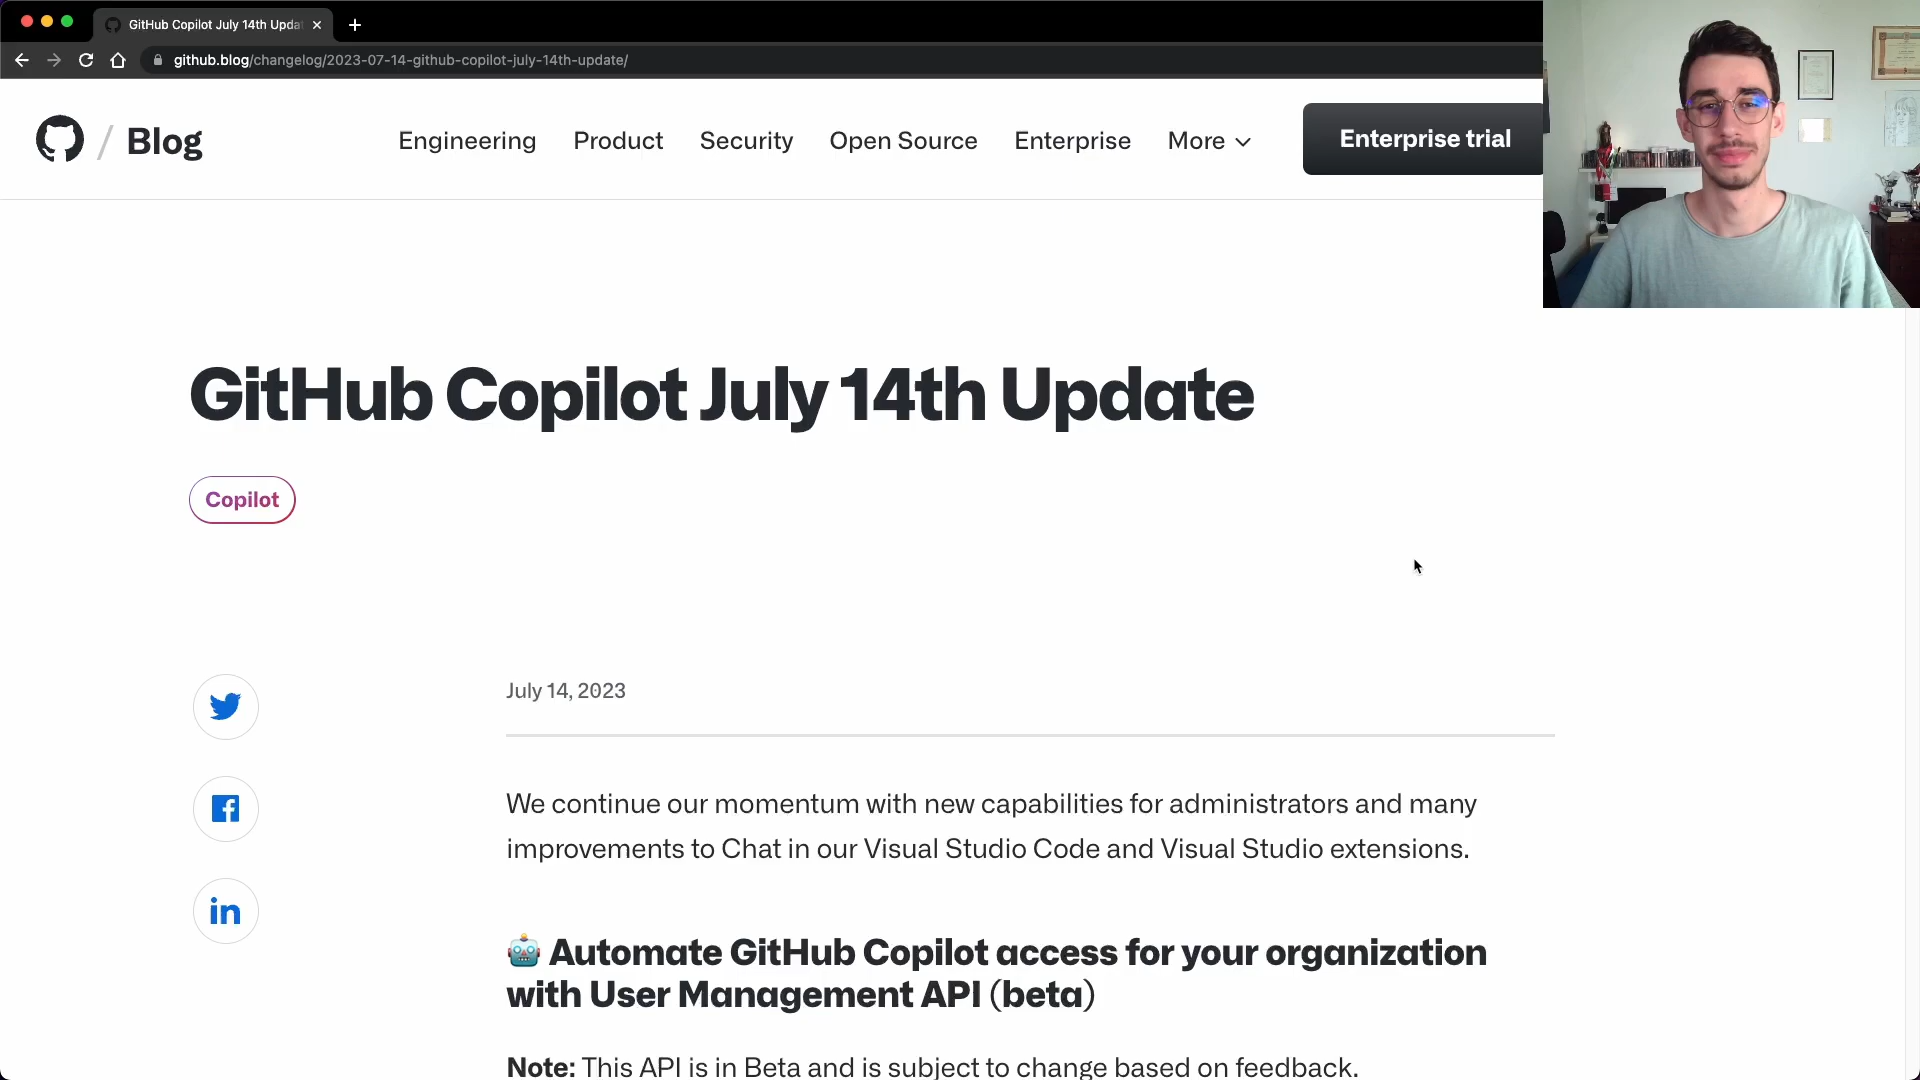 GitHub Copilot July 14th Upda
github.blog/changelog/2023-07-14-github-copilot-july-14th-update/
/ Blog
Engineering Product Security Open Source Enterprise More
Enterprise trial
GitHub Copilot July 14th Update
Copilot
July 14, 2023
We continue our momentum with new capabilities for administrators and many
improvements to Chat in our Visual Studio Code and Visual Studio extensions.
🤖 Automate GitHub Copilot access for your organization
with User Management API (beta)
Note: This API is in Beta and is subject to change based on feedback.
in